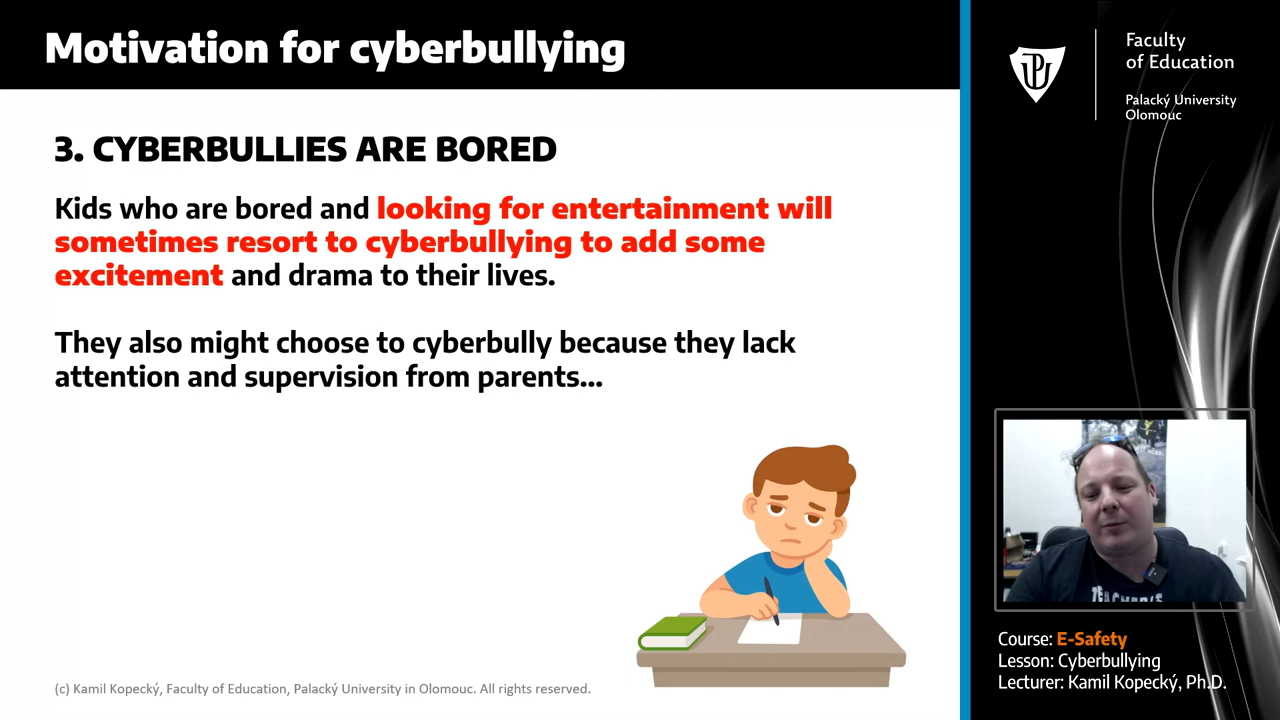 Motivation for cyberbullying
3. CYBERBULLIES ARE BORED
Kids who are bored and looking for entertainment will
sometimes resort to cyberbullying to add some
excitement and drama to their lives.
They also might choose to cyberbully because they lack
attention and supervision from parents...
(c) Kamil Kopecký, Faculty of Education, Palacký University in Olomouc. All rights reserved.
Faculty
of Education
Palacký University
Olomouc
Course: E-Safety
Lesson: Cyberbullying
Lecturer: Kamil Kopecký, Ph.D.